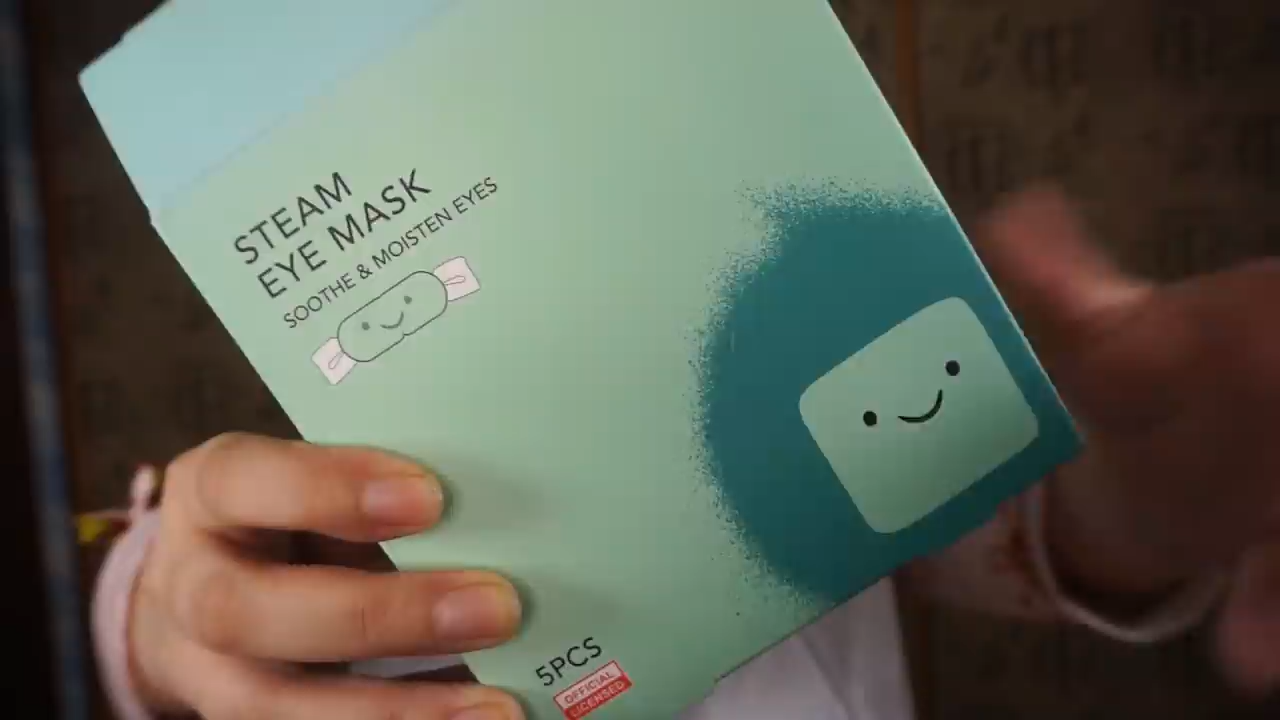 STEAM
EYE MASK
SOOTHE & MOISTEN EYES
5PCS
OFFICIAL
LICENSED